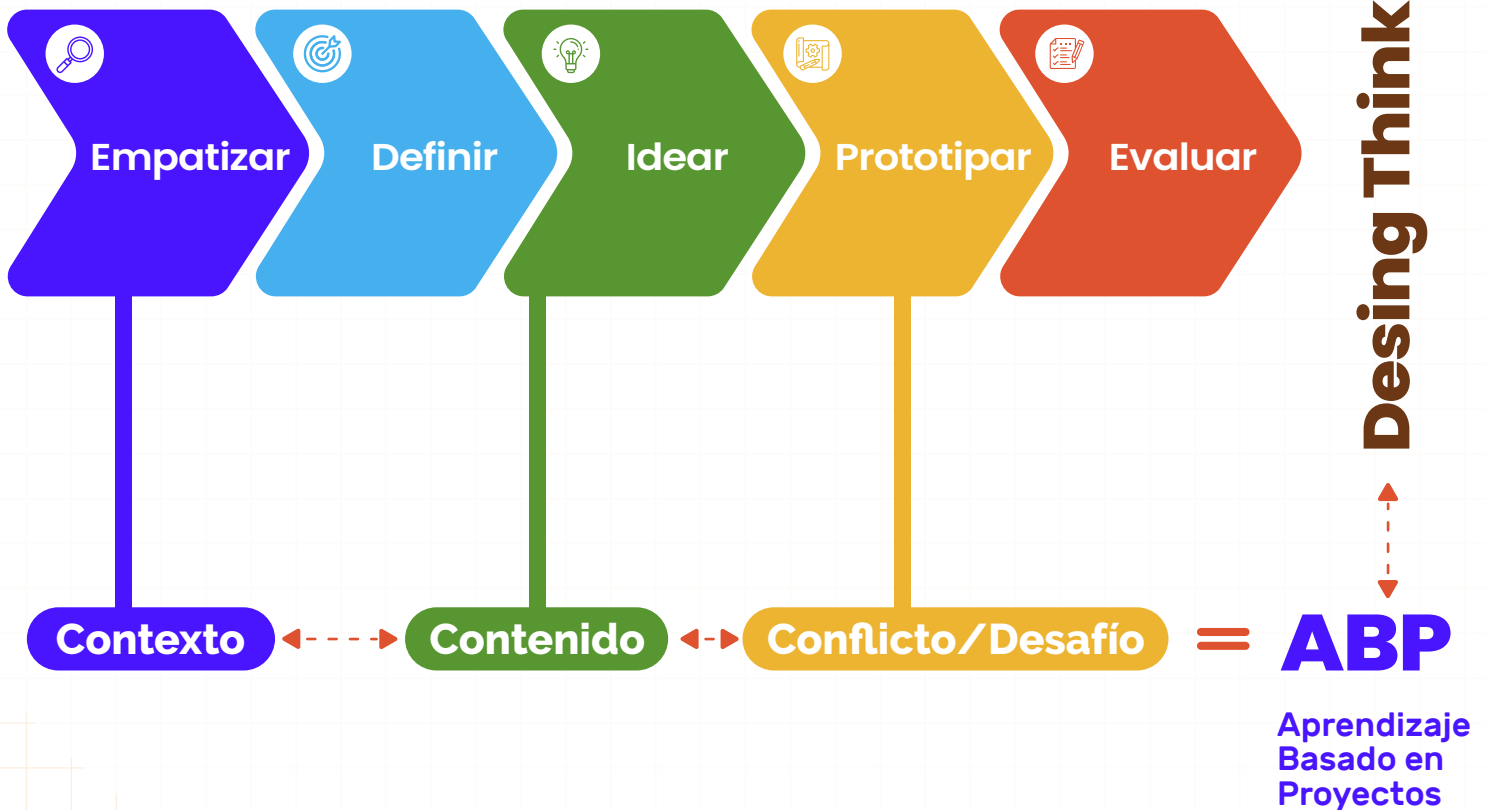 Empatizar
Definir
Idear
Prototipar
Evaluar
Desing Think
Contexto
Contenido
Conflicto/Desafío
=
ABP
Aprendizaje
Basado en
Proyectos